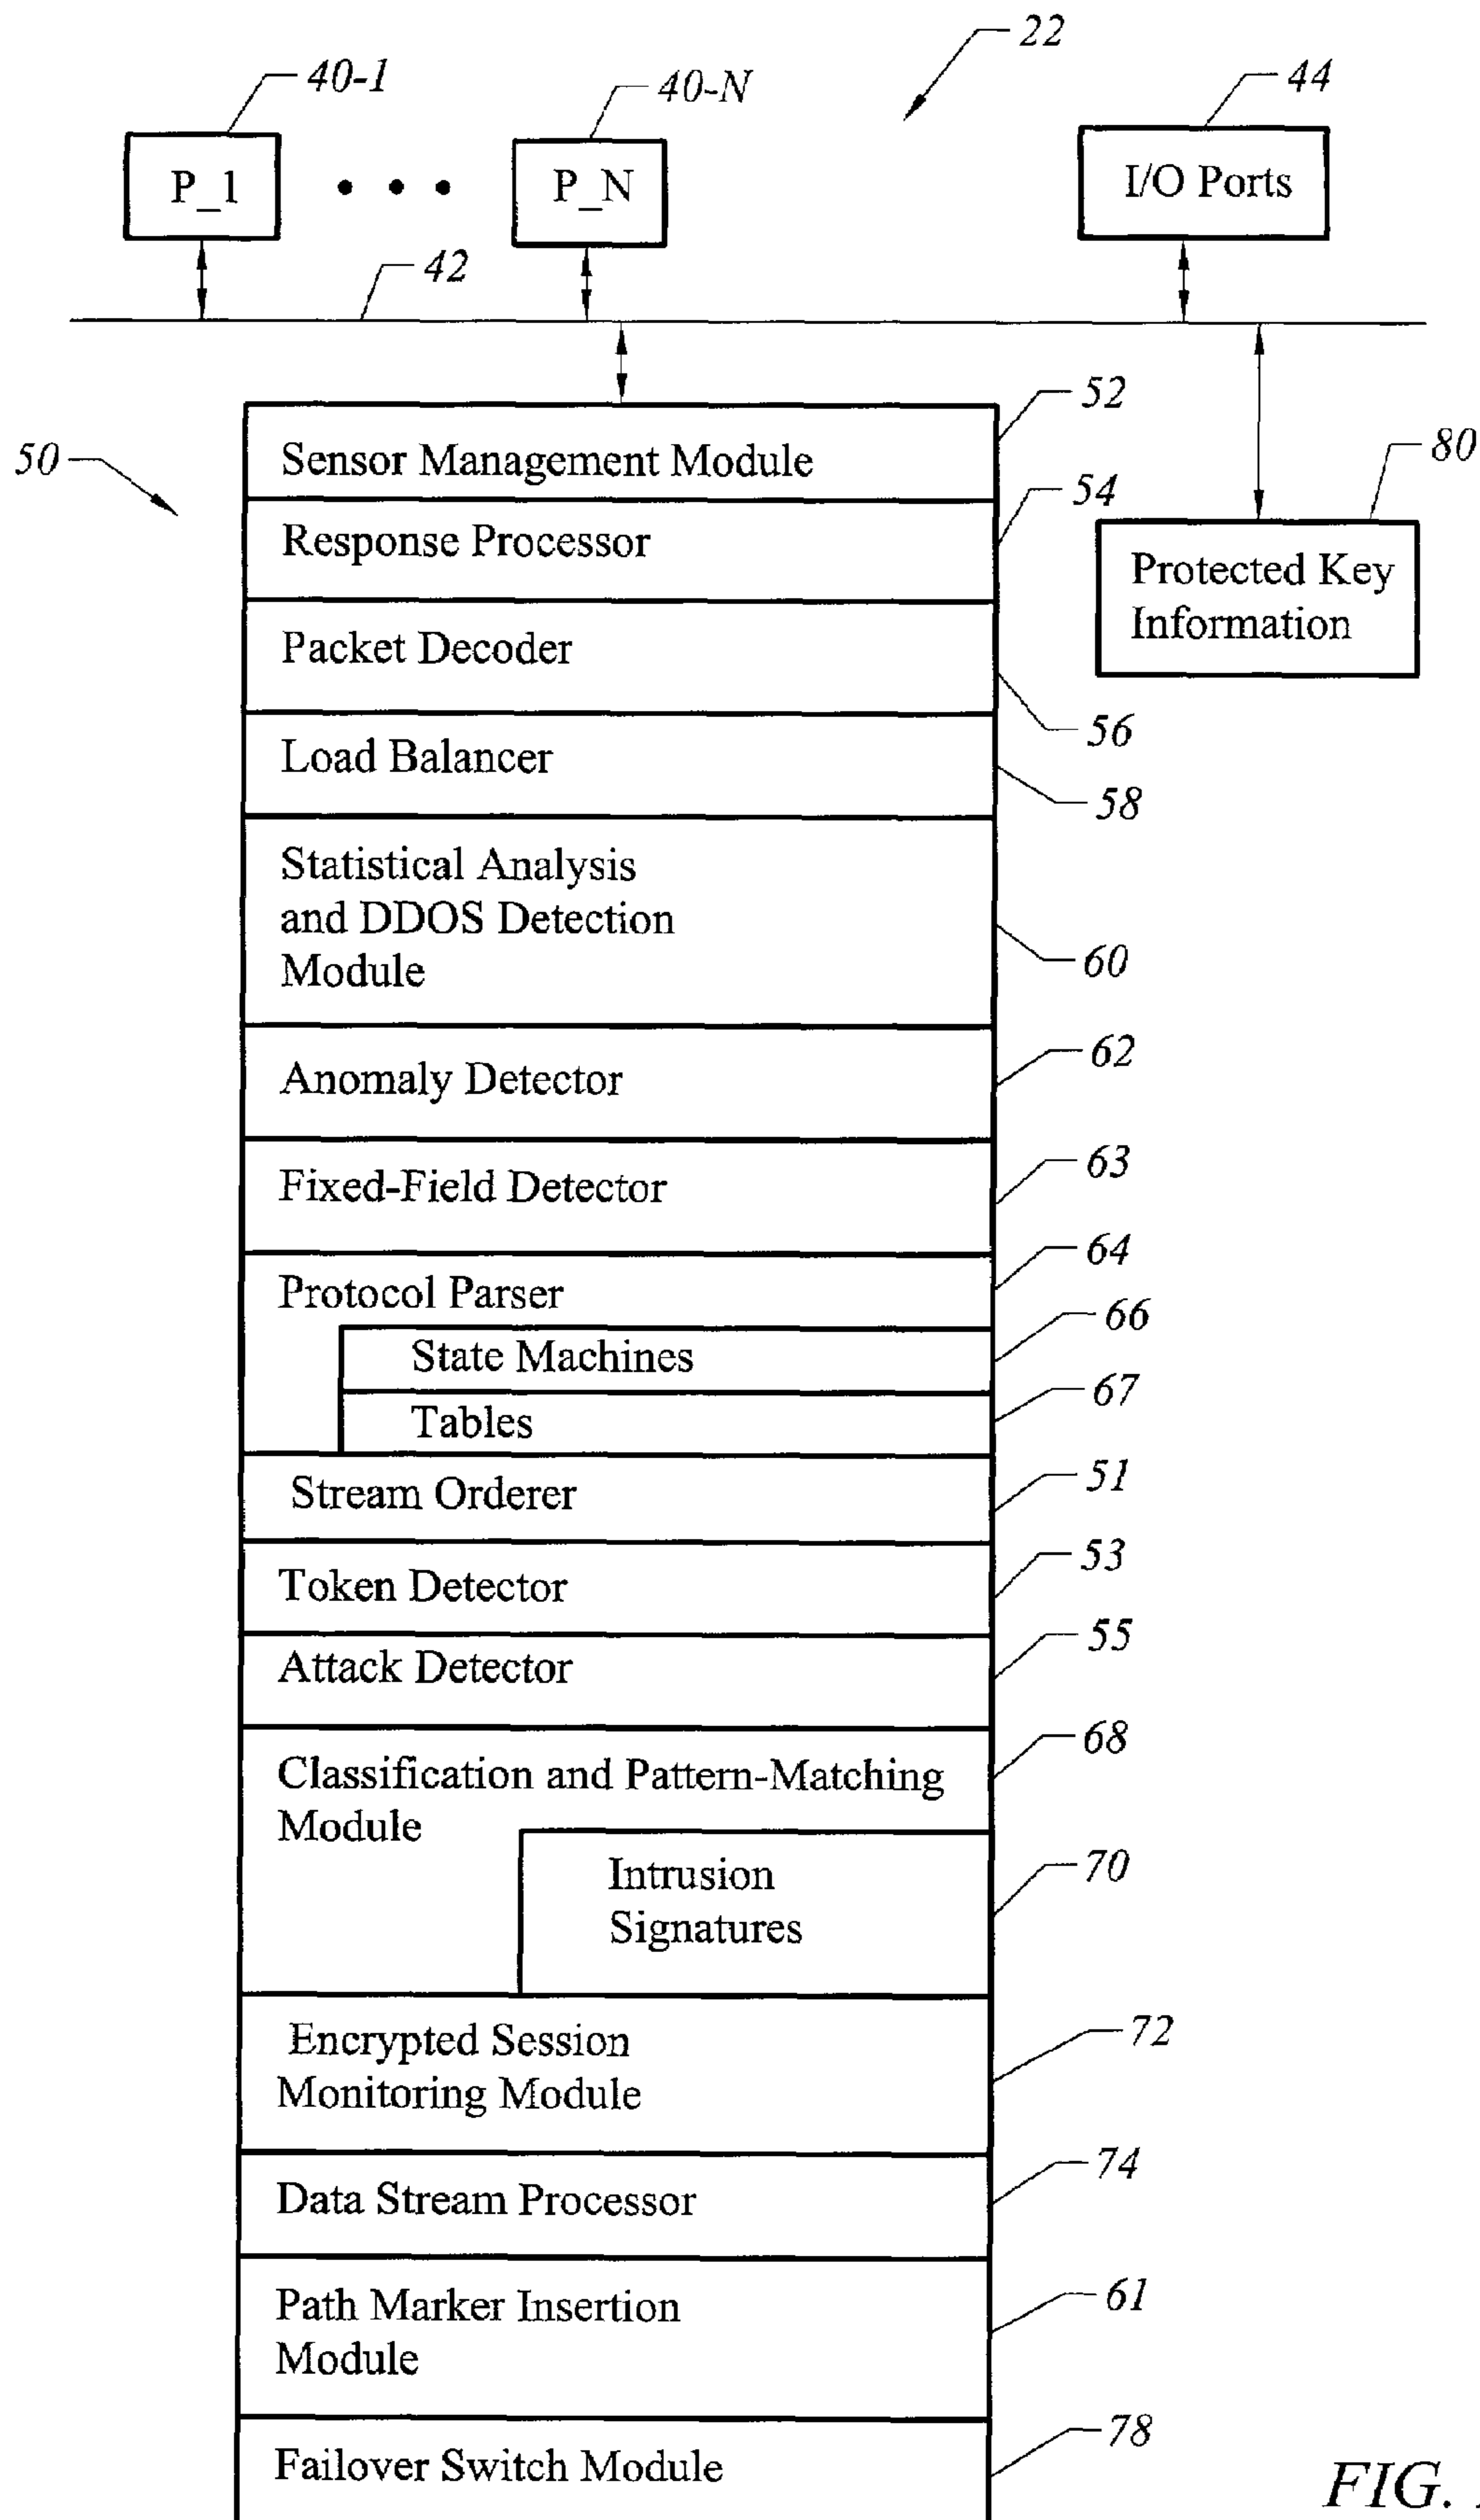 22
40-1
40-N
44
P_1
P_N
I/O Ports
42
52
Sensor Management Module
50
80
54
Response Processor
Protected Key
Information
Packet Decoder
56
Load Balancer
58
Statistical Analysis
and DDOS Detection
Module
60
62
Anomaly Detector
63
Fixed-Field Detector
64
Protocol Parser
66
State Machines
67
Tables
51
Stream Orderer
53
Token Detector
55
Attack Detector
68
Classification and Pattern-Matching
Module
70
Intrusion
Signatures
72
Encrypted Session
Monitoring Module
74
Data Stream Processor
61
Path Marker Insertion
Module
78
Failover Switch Module
FIG.